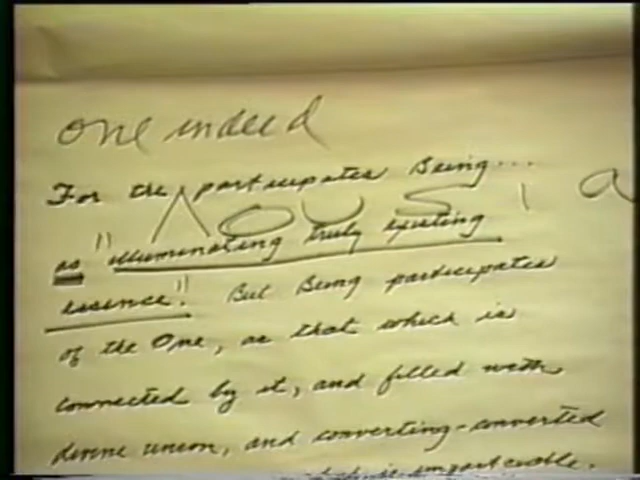 one indeed
For the participates Being...
ΛOUSIa
as "illuminating truly existing
essence". But Being participates
of the One, as that which is
connected by it, and filled with
divine union, and converting-converted